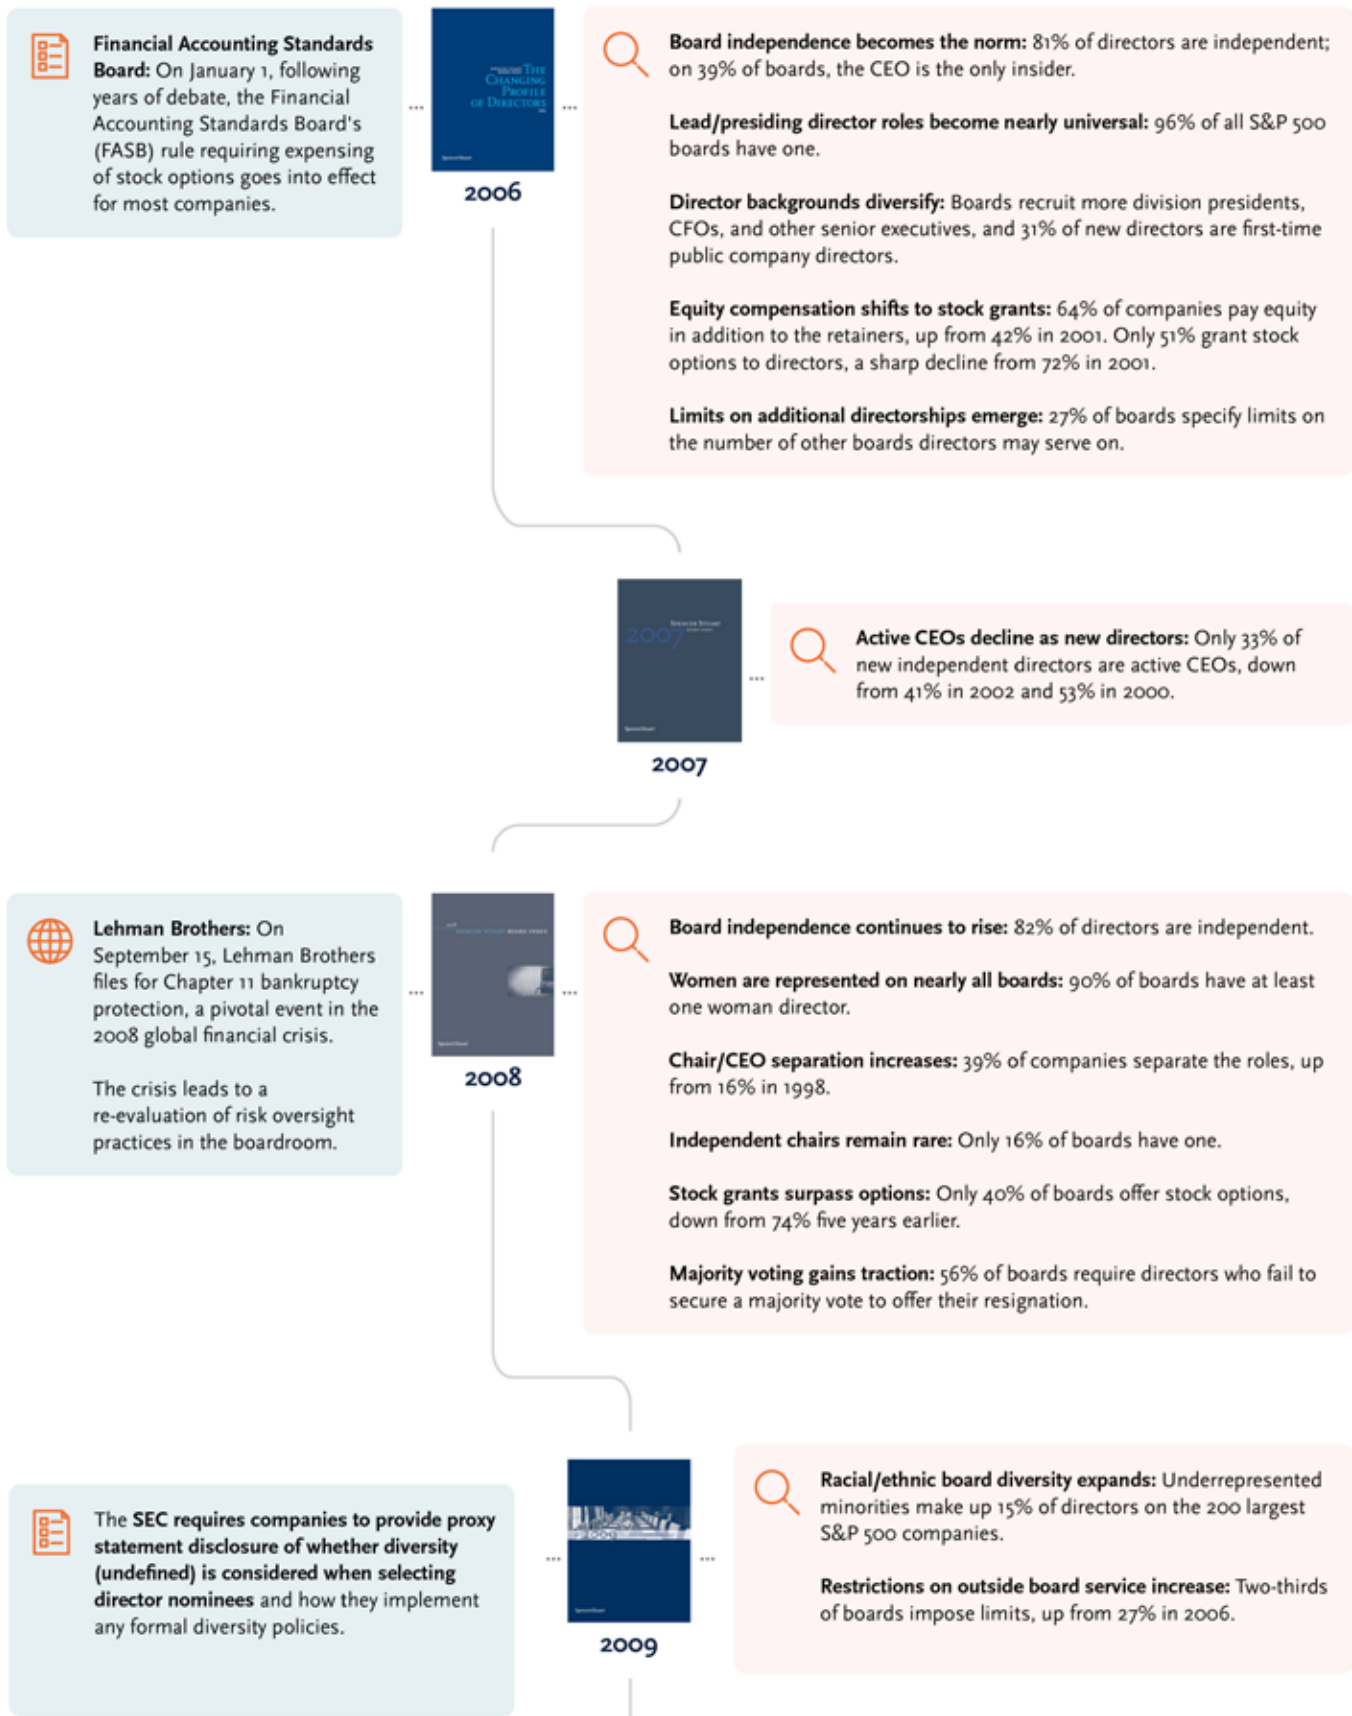 Financial Accounting Standards
Board: On January 1, following
years of debate, the Financial
Accounting Standards Board's
(FASB) rule requiring expensing
of stock options goes into effect
for most companies.
THE
CHANGING
PROFILE
OF DIRECTORS
2006
Board independence becomes the norm: 81% of directors are independent;
on 39% of boards, the CEO is the only insider.
Lead/presiding director roles become nearly universal: 96% of all S&P 500
boards have one.
Director backgrounds diversify: Boards recruit more division presidents,
CFOs, and other senior executives, and 31% of new directors are first-time
public company directors.
Equity compensation shifts to stock grants: 64% of companies pay equity
in addition to the retainers, up from 42% in 2001. Only 51% grant stock
options to directors, a sharp decline from 72% in 2001.
Limits on additional directorships emerge: 27% of boards specify limits on
the number of other boards directors may serve on.
SPENCER STUART
2007
2007
Active CEOs decline as new directors: Only 33% of
new independent directors are active CEOs, down
from 41% in 2002 and 53% in 2000.
Lehman Brothers: On
September 15, Lehman Brothers
files for Chapter 11 bankruptcy
protection, a pivotal event in the
2008 global financial crisis.
The crisis leads to a
re-evaluation of risk oversight
practices in the boardroom.
SPENCER STUART BOARD INDEX
2008
Board independence continues to rise: 82% of directors are independent.
Women are represented on nearly all boards: 90% of boards have at least
one woman director.
Chair/CEO separation increases: 39% of companies separate the roles, up
from 16% in 1998.
Independent chairs remain rare: Only 16% of boards have one.
Stock grants surpass options: Only 40% of boards offer stock options,
down from 74% five years earlier.
Majority voting gains traction: 56% of boards require directors who fail to
secure a majority vote to offer their resignation.
The SEC requires companies to provide proxy
statement disclosure of whether diversity
(undefined) is considered when selecting
director nominees and how they implement
any formal diversity policies.
2009
2009
Racial/ethnic board diversity expands: Underrepresented
minorities make up 15% of directors on the 200 largest
S&P 500 companies.
Restrictions on outside board service increase: Two-thirds
of boards impose limits, up from 27% in 2006.